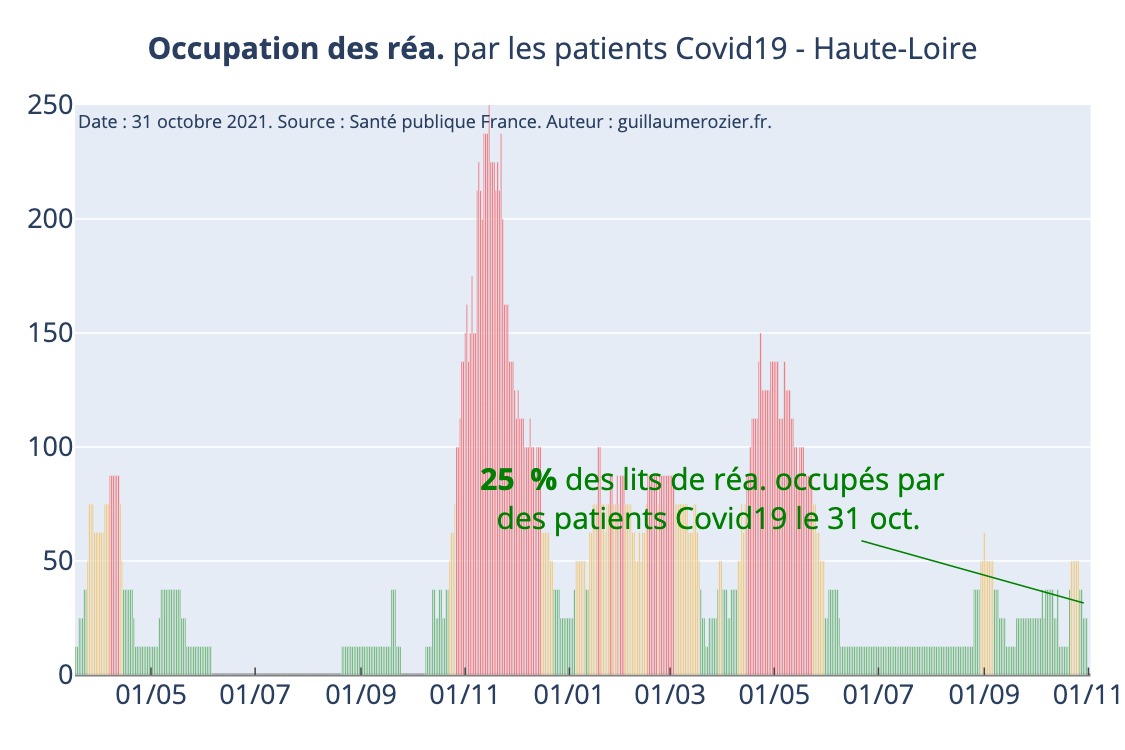 Occupation des réa. par les patients Covid19 - Haute-Loire
250
Date : 31 octobre 2021. Source : Santé publique France. Auteur : guillaumerozier.fr.
200
150
100
25  % des lits de réa. occupés par
des patients Covid19 le 31 oct.
50
0
01/05 01/07 01/09 01/11 01/01 01/03 01/05 01/07 01/09 01/11